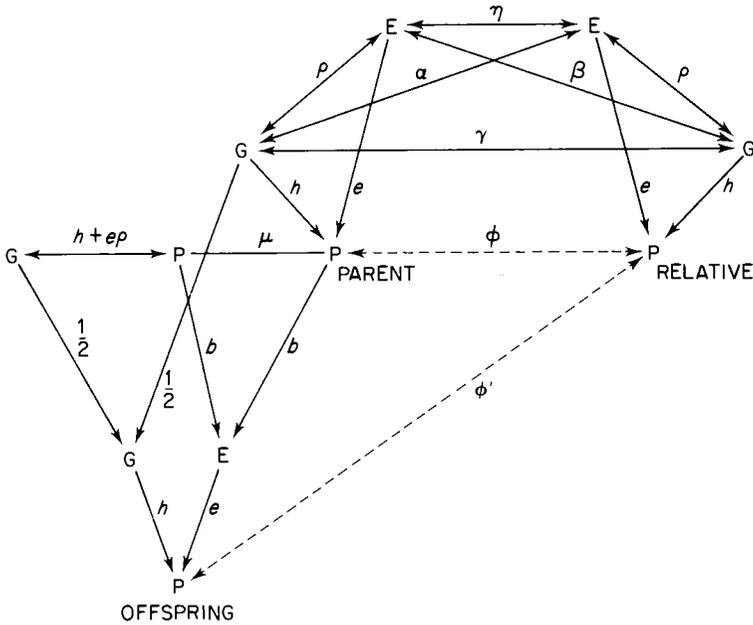 E η E
ρ α β ρ
G γ G
h e e h
G h + eρ P μ P ϕ P
PARENT RELATIVE
1/2 b b
1/2 ϕ'
G E
h e
P
OFFSPRING